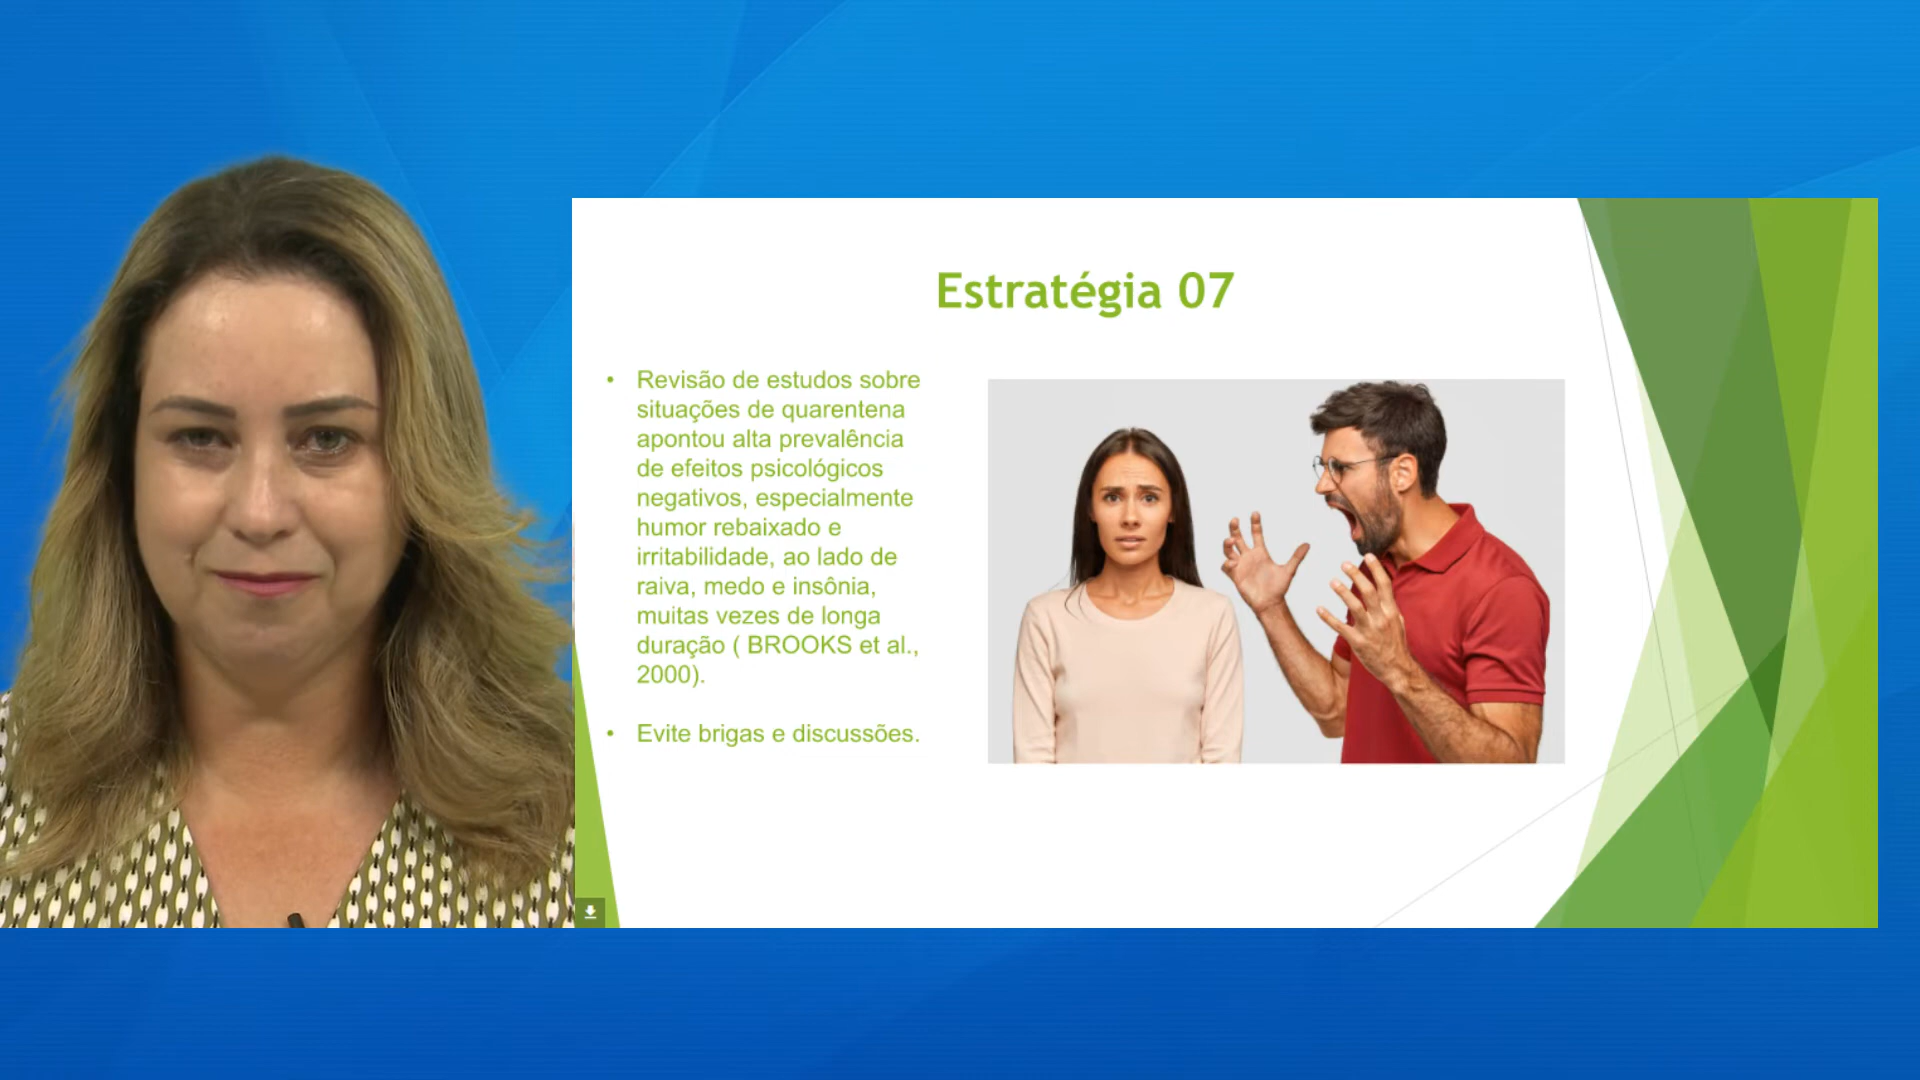 Estratégia 07
• Revisão de estudos sobre
situações de quarentena
apontou alta prevalência
de efeitos psicológicos
negativos, especialmente
humor rebaixado e
irritabilidade, ao lado de
raiva, medo e insônia,
muitas vezes de longa
duração ( BROOKS et al.,
2000).
• Evite brigas e discussões.